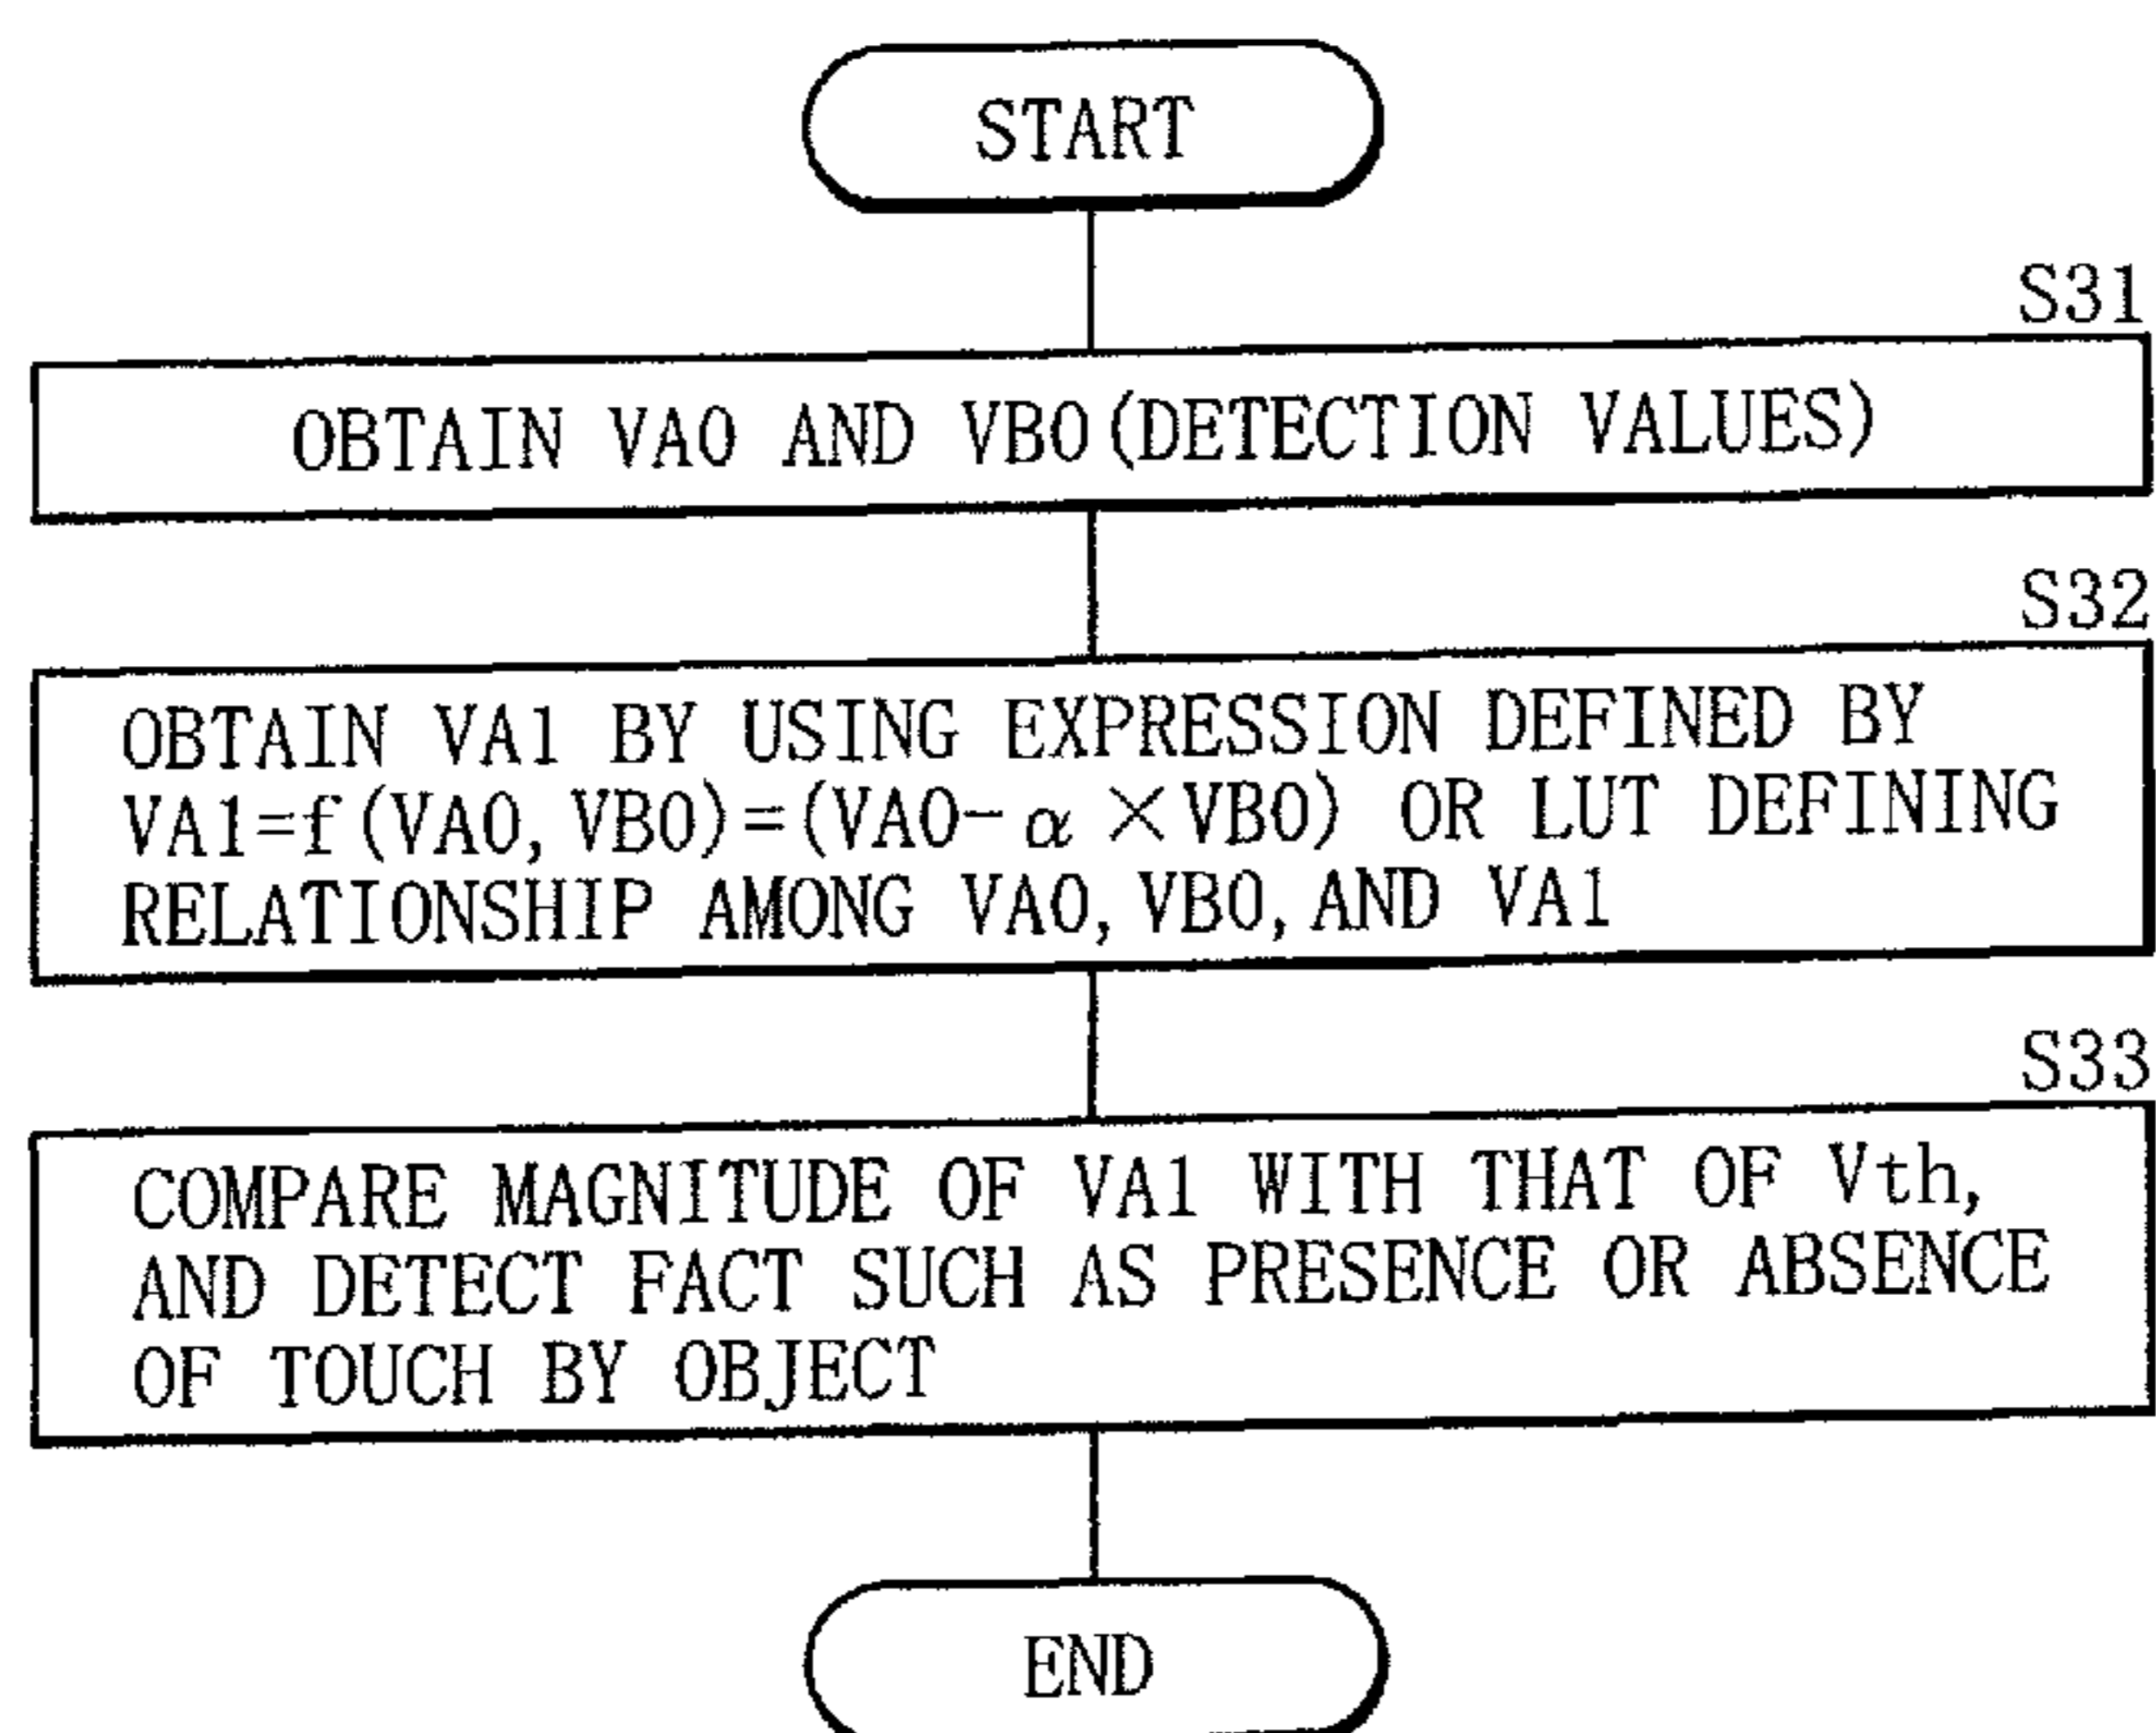 START
S31
OBTAIN VA0 AND VB0(DETECTION VALUES)
S32
OBTAIN VA1 BY USING EXPRESSION DEFINED BY
VA1=f(VA0,VB0)=(VA0-α×VB0) OR LUT DEFINING
RELATIONSHIP AMONG VA0,VB0,AND VA1
S33
COMPARE MAGNITUDE OF VA1 WITH THAT OF Vth,
AND DETECT FACT SUCH AS PRESENCE OR ABSENCE
OF TOUCH BY OBJECT
END